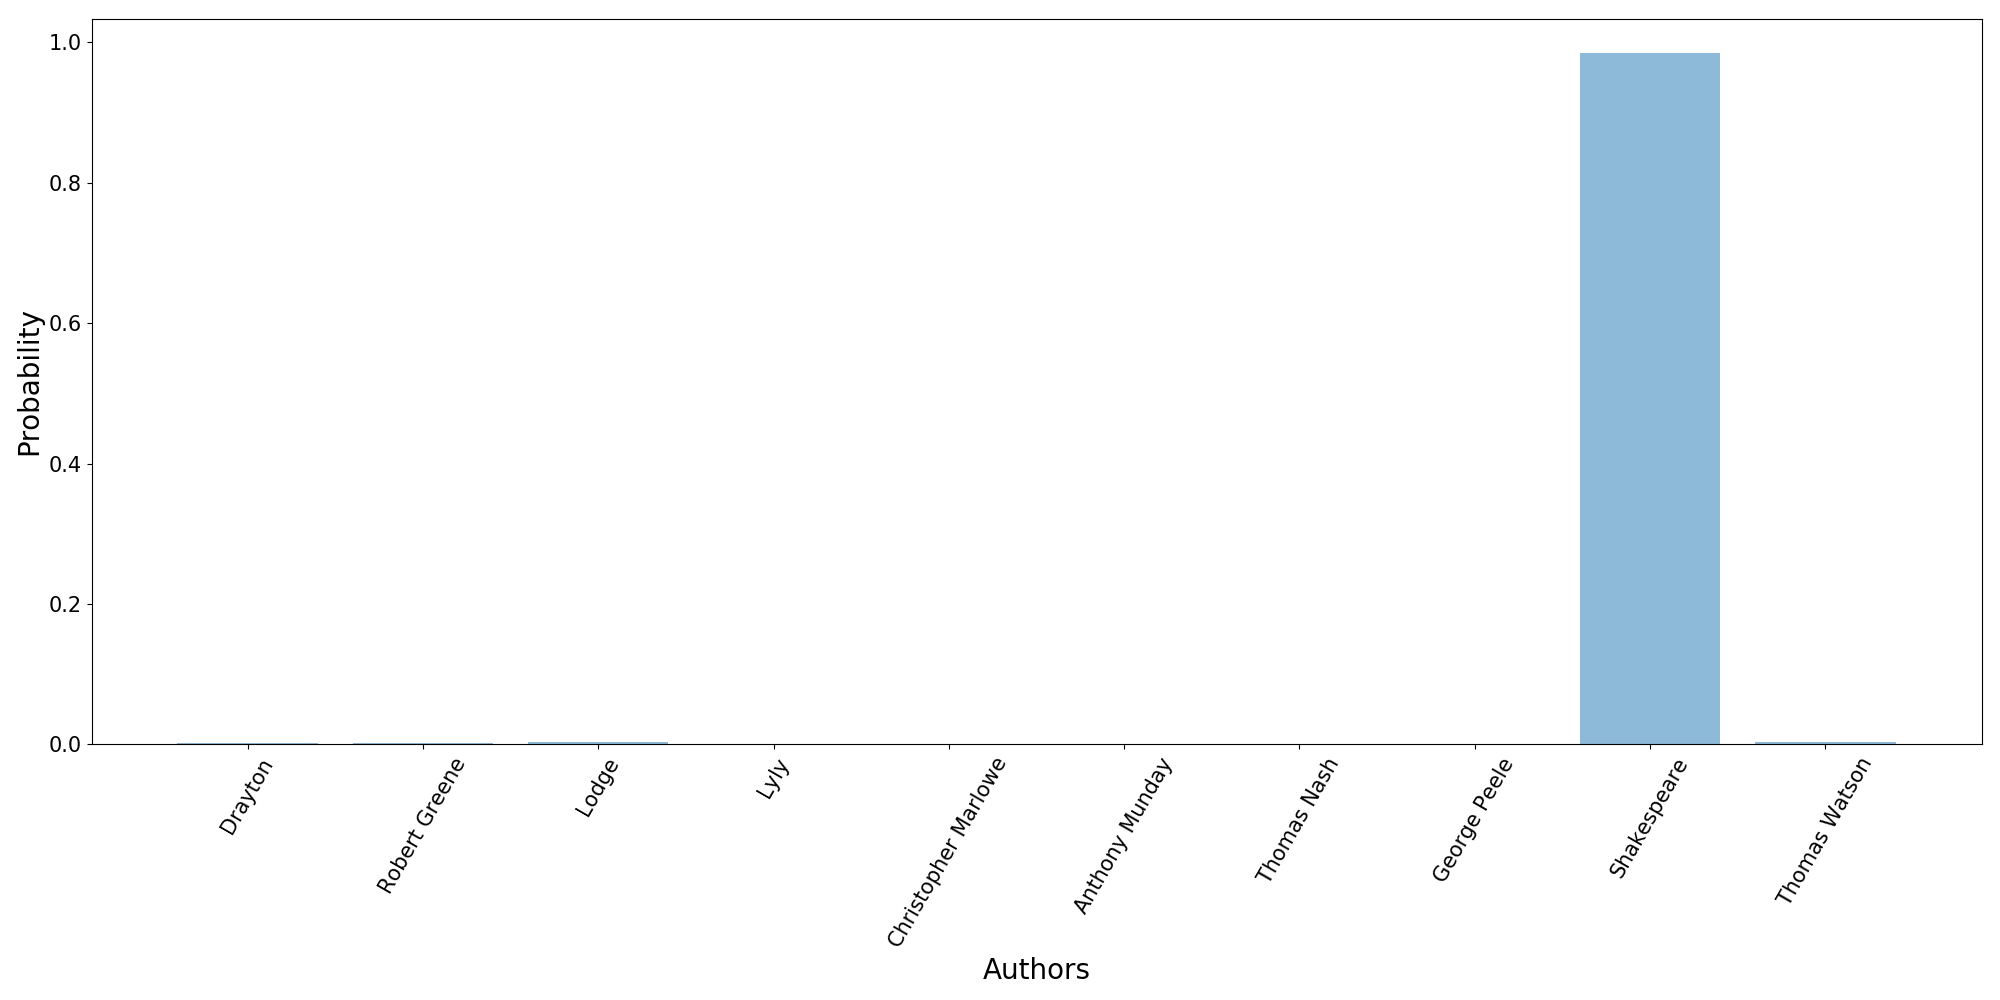 1.0
0.8
0.6
0.4
0.2
0.0
Probability
Drayton
Robert Greene
Lodge
Lyly
Christopher Marlowe
Anthony Munday
Thomas Nash
George Peele
Shakespeare
Thomas Watson
Authors